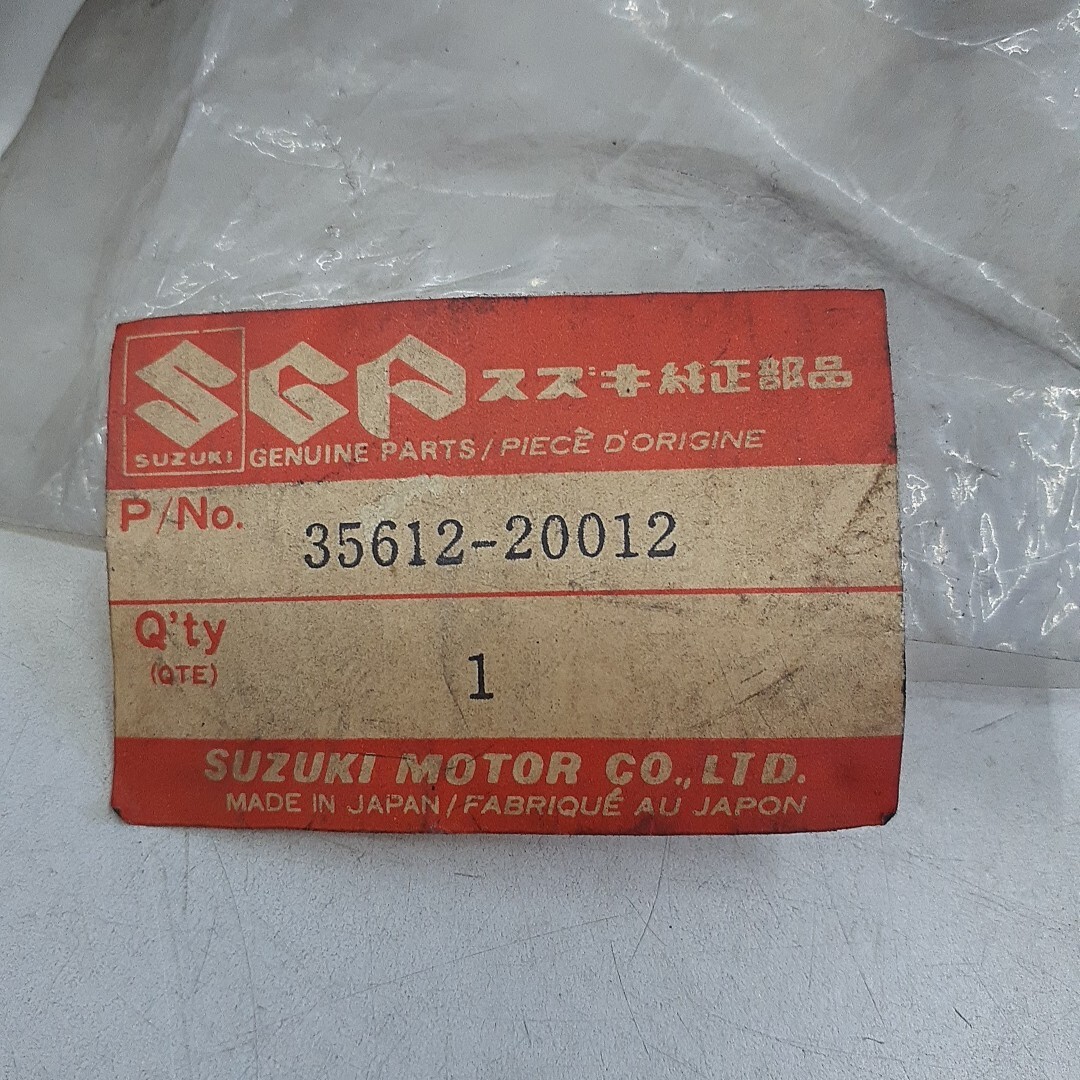 SGP スズキ純正部品
SUZUKI GENUINE PARTS/PIECÈ D'ORIGINE
P/No. 35612-20012
Q'ty
(QTE) 1
SUZUKI MOTOR CO., LTD.
MADE IN JAPAN/FABRIQUÉ AU JAPON